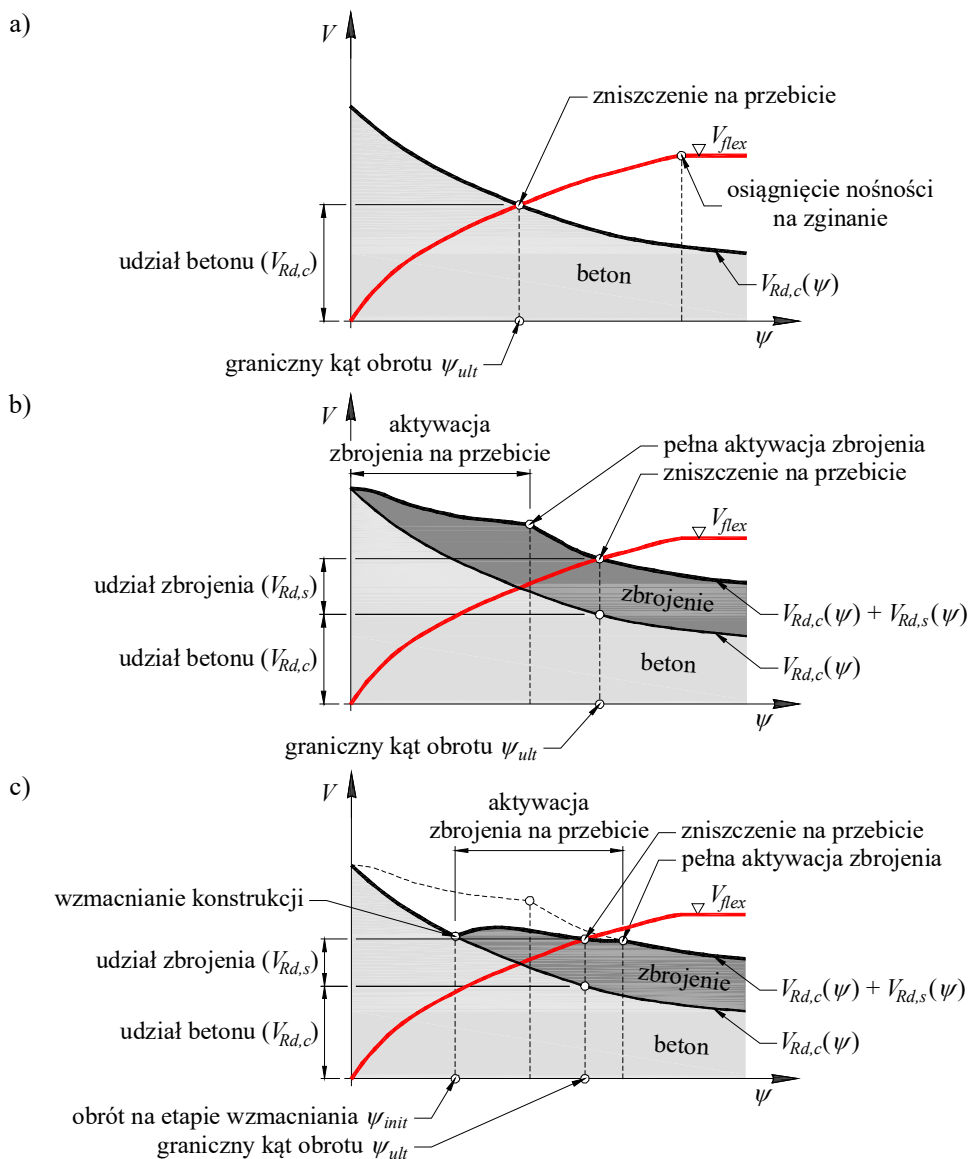 a)
V
zniszczenie na przebicie
V_flex
osiągnięcie nośności
na zginanie
udział betonu (V_Rd,c)
beton
V_Rd,c(ψ)
ψ
graniczny kąt obrotu ψ_ult
b)
V
aktywacja
zbrojenia na przebicie
pełna aktywacja zbrojenia
zniszczenie na przebicie
V_flex
udział zbrojenia (V_Rd,s)
zbrojenie
V_Rd,c(ψ) + V_Rd,s(ψ)
udział betonu (V_Rd,c)
beton
V_Rd,c(ψ)
ψ
graniczny kąt obrotu ψ_ult
c)
V
aktywacja
zbrojenia na przebicie
zniszczenie na przebicie
pełna aktywacja zbrojenia
wzmacnianie konstrukcji
V_flex
udział zbrojenia (V_Rd,s)
zbrojenie
V_Rd,c(ψ) + V_Rd,s(ψ)
udział betonu (V_Rd,c)
beton
V_Rd,c(ψ)
ψ
obrót na etapie wzmacniania ψ_init
graniczny kąt obrotu ψ_ult